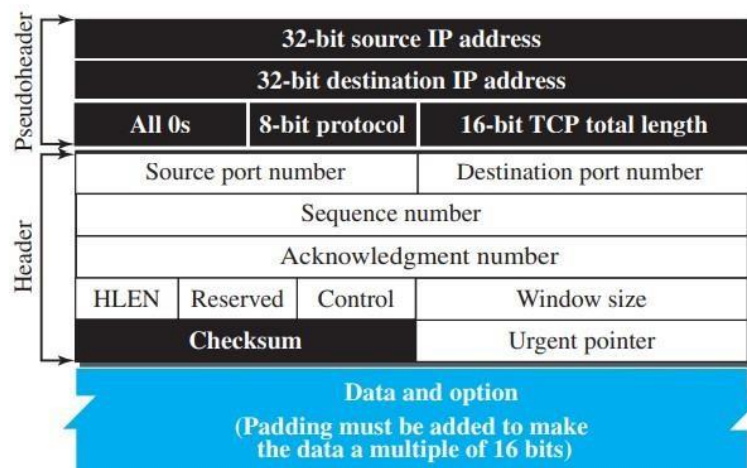 Pseudoheader
32-bit source IP address
32-bit destination IP address
All 0s 8-bit protocol 16-bit TCP total length
Header
Source port number Destination port number
Sequence number
Acknowledgment number
HLEN Reserved Control Window size
Checksum Urgent pointer
Data and option
(Padding must be added to make
the data a multiple of 16 bits)